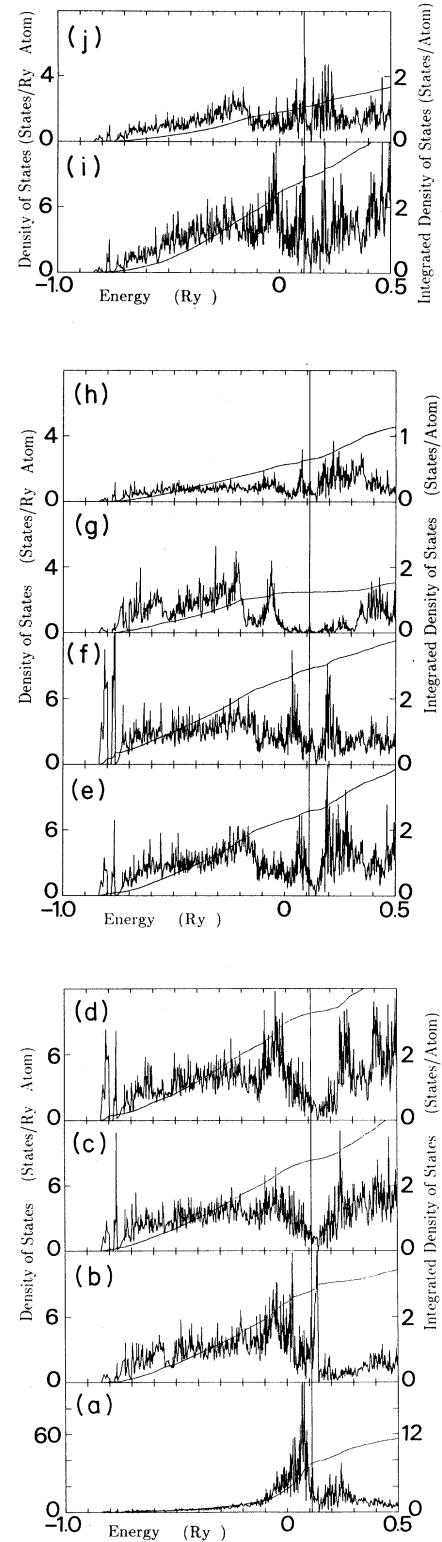 (j)
4
2
0
0
(i)
6
2
0
0
-1.0
0
0.5
Energy (Ry )
Density of States (States/Ry Atom)
Integrated Density of States (States/Atom)
(h)
4
1
0
0
(g)
4
2
0
0
(f)
6
2
0
0
(e)
6
2
0
0
-1.0
0
0.5
Energy (Ry )
Density of States (States/Ry Atom)
Integrated Density of States (States/Atom)
(d)
6
2
0
0
(c)
6
2
0
0
(b)
6
2
0
0
(a)
60
12
0
0
-1.0
0
0.5
Energy (Ry )
Density of States (States/Ry Atom)
Integrated Density of States (States/Atom)